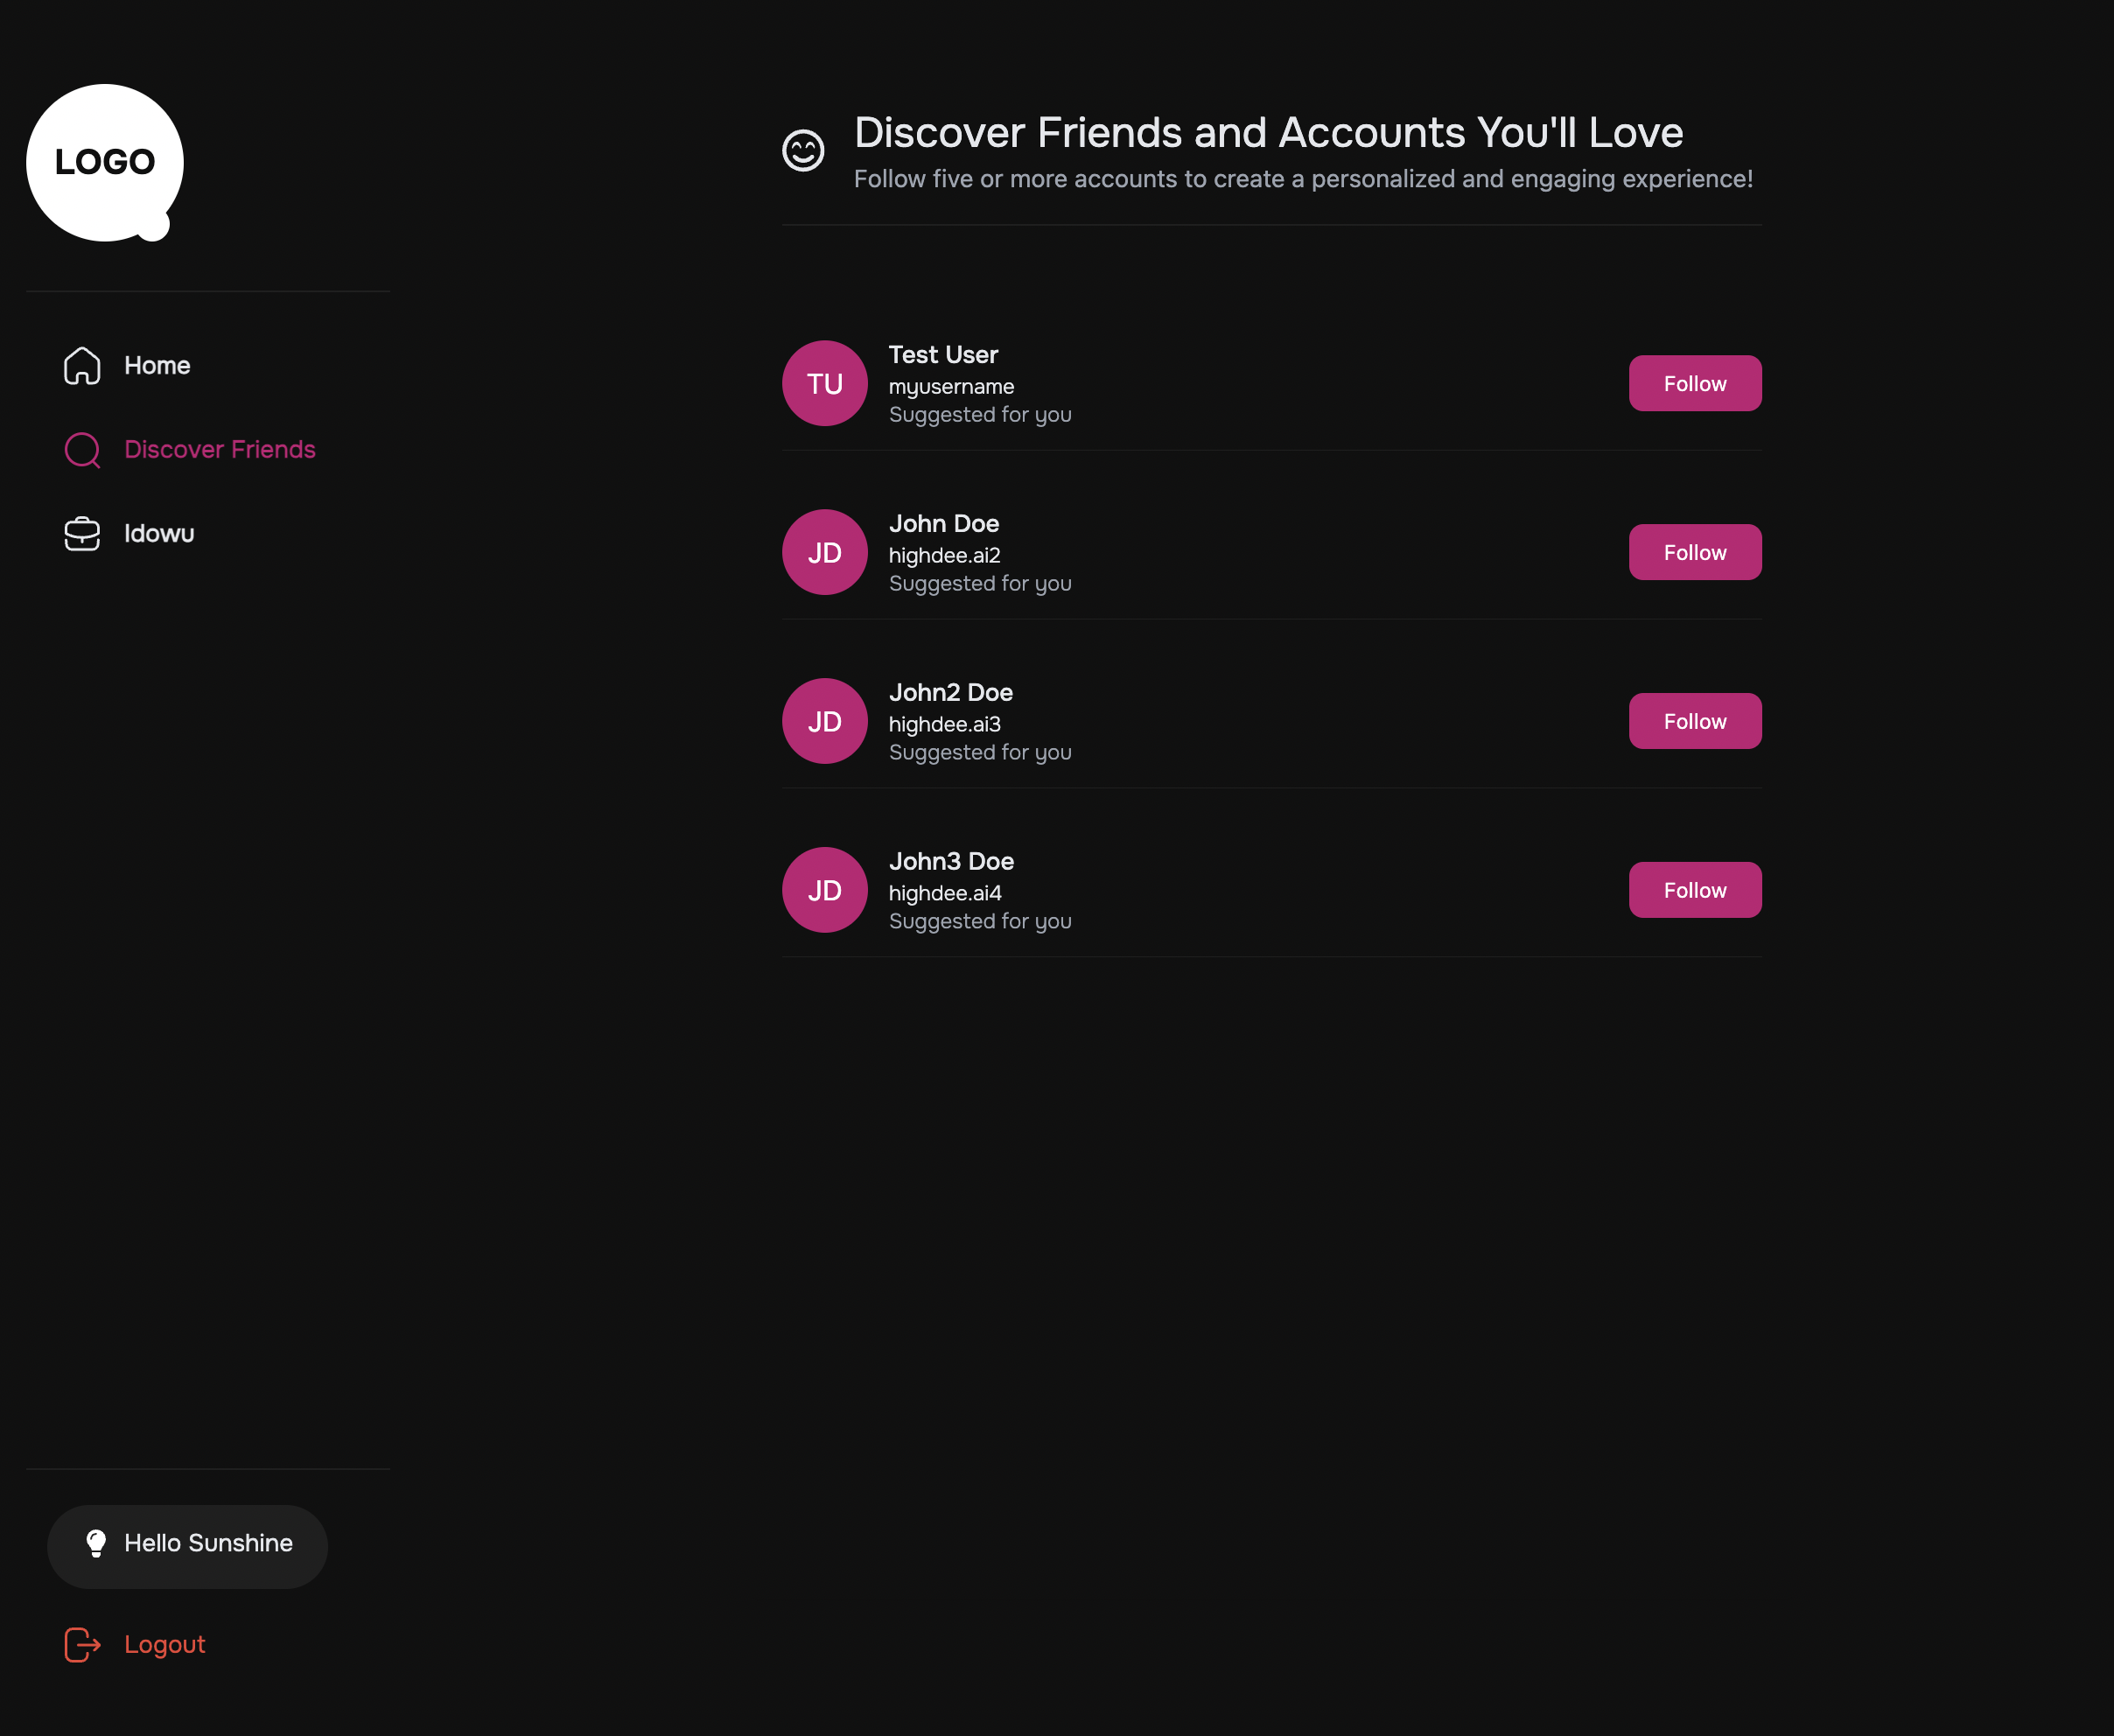 LOGO
Home
Discover Friends
Idowu
Hello Sunshine
Logout
Discover Friends and Accounts You'll Love
Follow five or more accounts to create a personalized and engaging experience!
TU
Test User
myusername
Suggested for you
Follow
JD
John Doe
highdee.ai2
Suggested for you
Follow
JD
John2 Doe
highdee.ai3
Suggested for you
Follow
JD
John3 Doe
highdee.ai4
Suggested for you
Follow